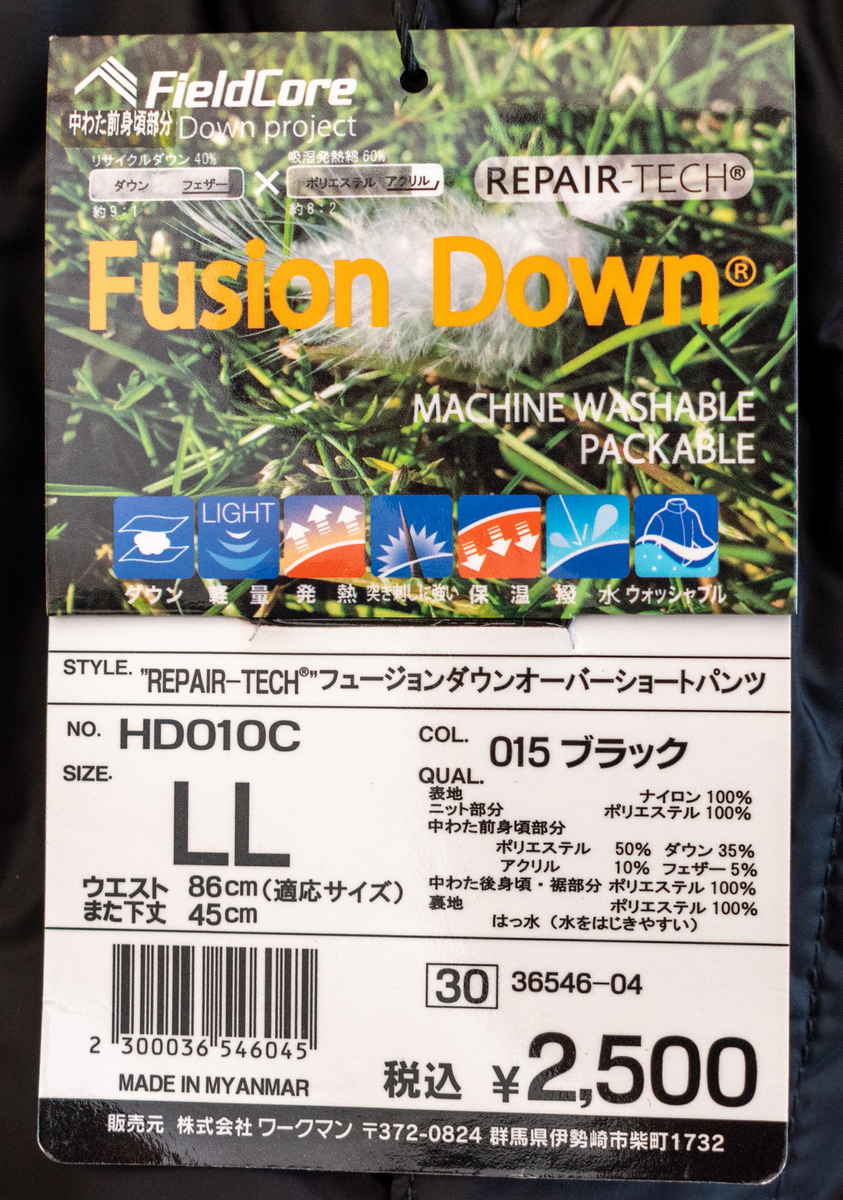 FieldCore
中わた前身頃部分 Down project
リサイクルダウン 40% 吸湿発熱綿 60%
ダウン フェザー × ポリエステル アクリル REPAIR-TECH®
約9:1 約8:2
Fusion Down®
MACHINE WASHABLE
PACKABLE
LIGHT
ダウン 軽量 発熱 突き刺しに強い 保温 撥水 ウォッシャブル
STYLE. "REPAIR-TECH®"フュージョンダウンオーバーショートパンツ
NO. HD010C
COL. 015 ブラック
SIZE.
LL
ウエスト 86cm(適応サイズ)
また下丈 45cm
QUAL.
表地 ナイロン 100%
ニット部分 ポリエステル 100%
中わた前身頃部分
ポリエステル 50% ダウン 35%
アクリル 10% フェザー 5%
中わた後身頃・裾部分 ポリエステル 100%
裏地 ポリエステル 100%
はっ水(水をはじきやすい)
30 36546-04
2 300036 546045
MADE IN MYANMAR
税込 ¥2,500
販売元 株式会社 ワークマン 〒372-0824 群馬県伊勢崎市柴町1732